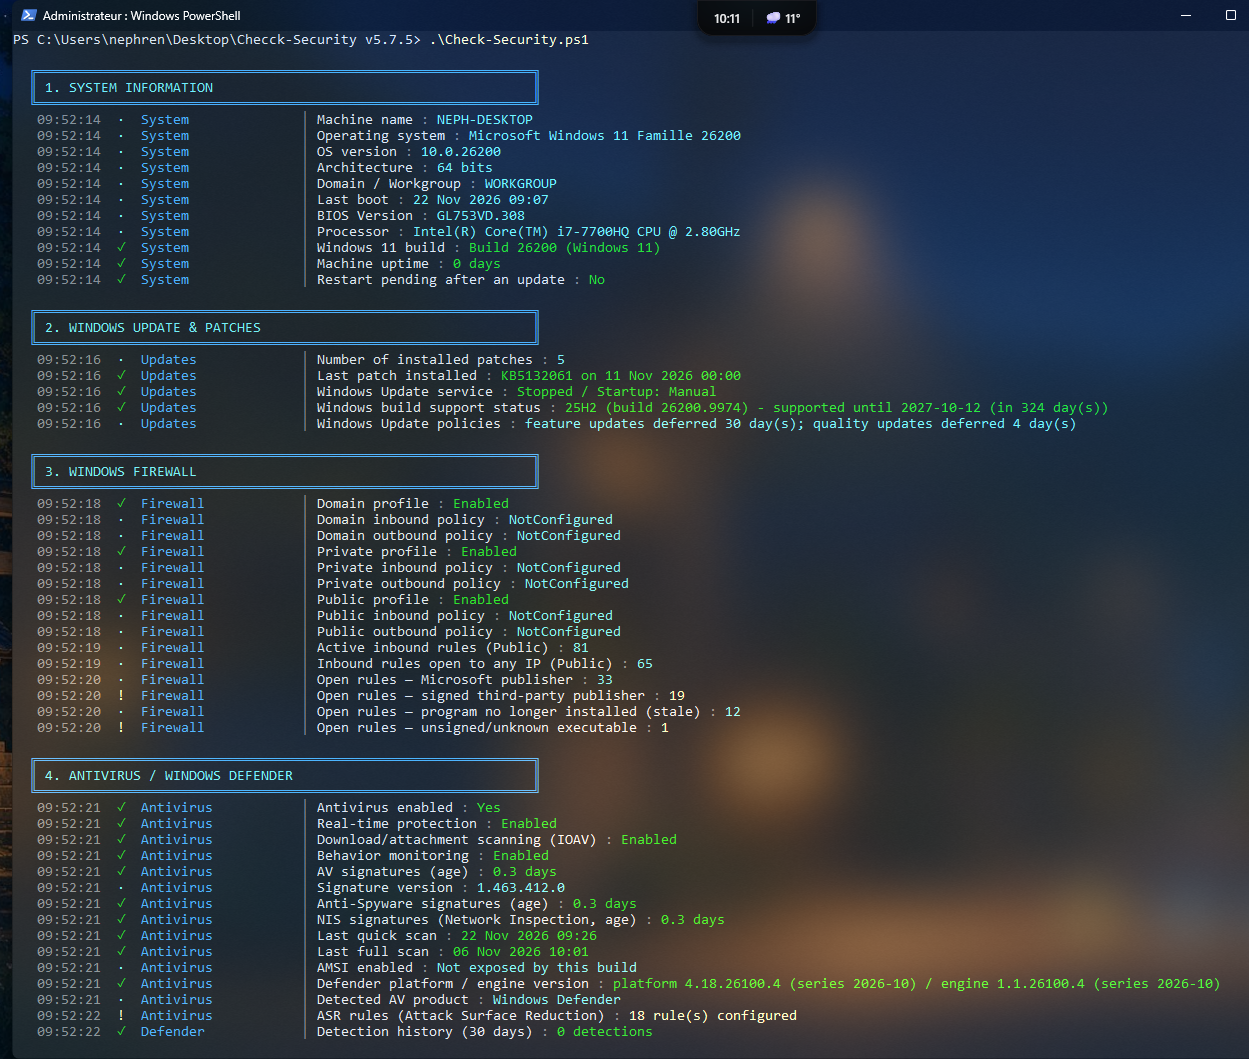 Administrateur : Windows PowerShell
10:11 11°
PS C:\Users\nephren\Desktop\Checck-Security v5.7.5> .\Check-Security.ps1
1. SYSTEM INFORMATION
09:52:14 · System | Machine name : NEPH-DESKTOP
09:52:14 · System | Operating system : Microsoft Windows 11 Famille 26200
09:52:14 · System | OS version : 10.0.26200
09:52:14 · System | Architecture : 64 bits
09:52:14 · System | Domain / Workgroup : WORKGROUP
09:52:14 · System | Last boot : 22 Nov 2026 09:07
09:52:14 · System | BIOS Version : GL753VD.308
09:52:14 · System | Processor : Intel(R) Core(TM) i7-7700HQ CPU @ 2.80GHz
09:52:14 ✓ System | Windows 11 build : Build 26200 (Windows 11)
09:52:14 ✓ System | Machine uptime : 0 days
09:52:14 ✓ System | Restart pending after an update : No
2. WINDOWS UPDATE & PATCHES
09:52:16 · Updates | Number of installed patches : 5
09:52:16 ✓ Updates | Last patch installed : KB5132061 on 11 Nov 2026 00:00
09:52:16 ✓ Updates | Windows Update service : Stopped / Startup: Manual
09:52:16 ✓ Updates | Windows build support status : 25H2 (build 26200.9974) - supported until 2027-10-12 (in 324 day(s))
09:52:16 · Updates | Windows Update policies : feature updates deferred 30 day(s); quality updates deferred 4 day(s)
3. WINDOWS FIREWALL
09:52:18 ✓ Firewall | Domain profile : Enabled
09:52:18 · Firewall | Domain inbound policy : NotConfigured
09:52:18 · Firewall | Domain outbound policy : NotConfigured
09:52:18 ✓ Firewall | Private profile : Enabled
09:52:18 · Firewall | Private inbound policy : NotConfigured
09:52:18 · Firewall | Private outbound policy : NotConfigured
09:52:18 ✓ Firewall | Public profile : Enabled
09:52:18 · Firewall | Public inbound policy : NotConfigured
09:52:18 · Firewall | Public outbound policy : NotConfigured
09:52:19 · Firewall | Active inbound rules (Public) : 81
09:52:19 · Firewall | Inbound rules open to any IP (Public) : 65
09:52:20 · Firewall | Open rules — Microsoft publisher : 33
09:52:20 ! Firewall | Open rules — signed third-party publisher : 19
09:52:20 · Firewall | Open rules — program no longer installed (stale) : 12
09:52:20 ! Firewall | Open rules — unsigned/unknown executable : 1
4. ANTIVIRUS / WINDOWS DEFENDER
09:52:21 ✓ Antivirus | Antivirus enabled : Yes
09:52:21 ✓ Antivirus | Real-time protection : Enabled
09:52:21 ✓ Antivirus | Download/attachment scanning (IOAV) : Enabled
09:52:21 ✓ Antivirus | Behavior monitoring : Enabled
09:52:21 ✓ Antivirus | AV signatures (age) : 0.3 days
09:52:21 · Antivirus | Signature version : 1.463.412.0
09:52:21 ✓ Antivirus | Anti-Spyware signatures (age) : 0.3 days
09:52:21 ✓ Antivirus | NIS signatures (Network Inspection, age) : 0.3 days
09:52:21 ✓ Antivirus | Last quick scan : 22 Nov 2026 09:26
09:52:21 ✓ Antivirus | Last full scan : 06 Nov 2026 10:01
09:52:21 · Antivirus | AMSI enabled : Not exposed by this build
09:52:21 ✓ Antivirus | Defender platform / engine version : platform 4.18.26100.4 (series 2026-10) / engine 1.1.26100.4 (series 2026-10)
09:52:21 · Antivirus | Detected AV product : Windows Defender
09:52:22 ! Antivirus | ASR rules (Attack Surface Reduction) : 18 rule(s) configured
09:52:22 ✓ Defender | Detection history (30 days) : 0 detections